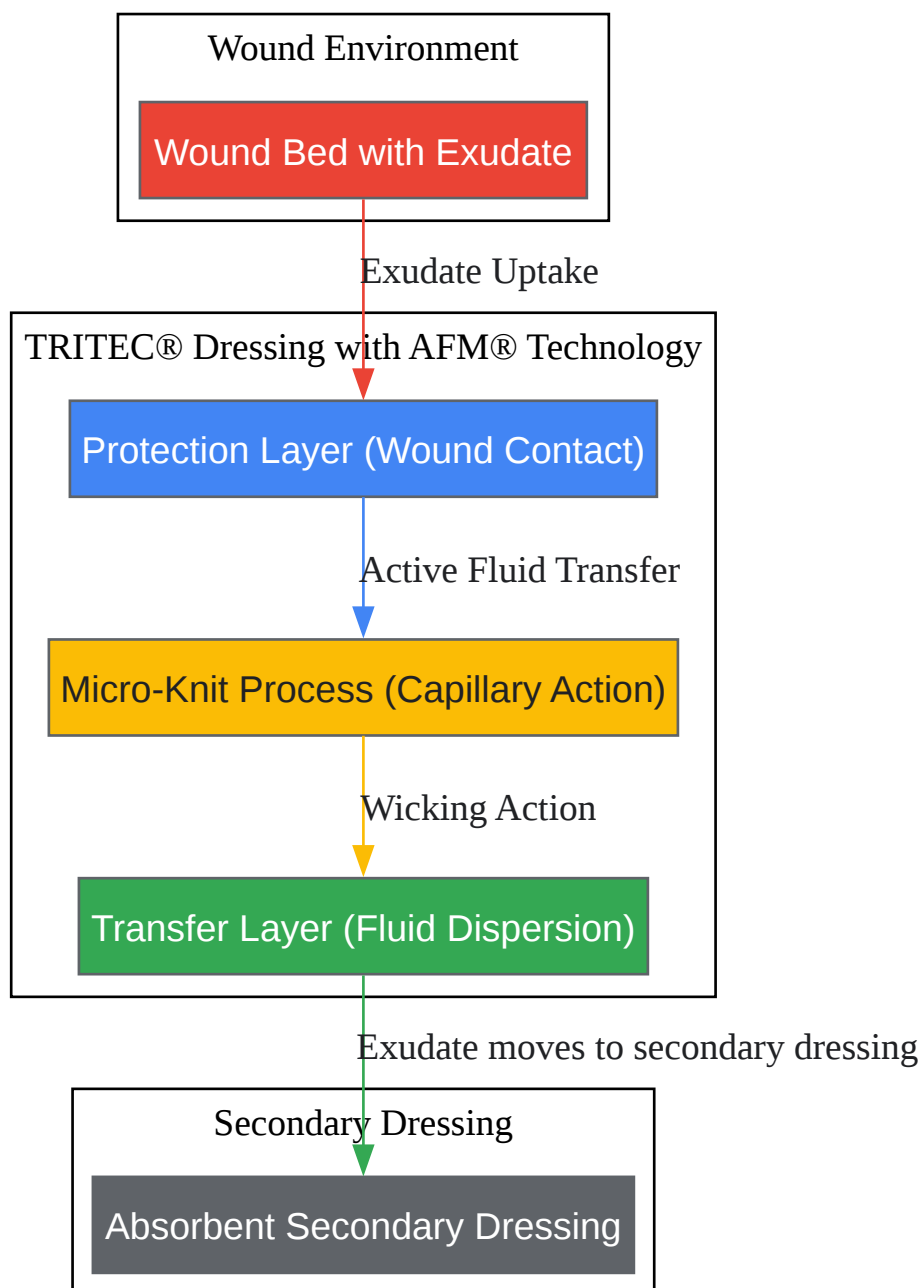 Wound Environment
Wound Bed with Exudate
Exudate Uptake
TRITEC® Dressing with AFM® Technology
Protection Layer (Wound Contact)
Active Fluid Transfer
Micro-Knit Process (Capillary Action)
Wicking Action
Transfer Layer (Fluid Dispersion)
Exudate moves to secondary dressing
Secondary Dressing
Absorbent Secondary Dressing